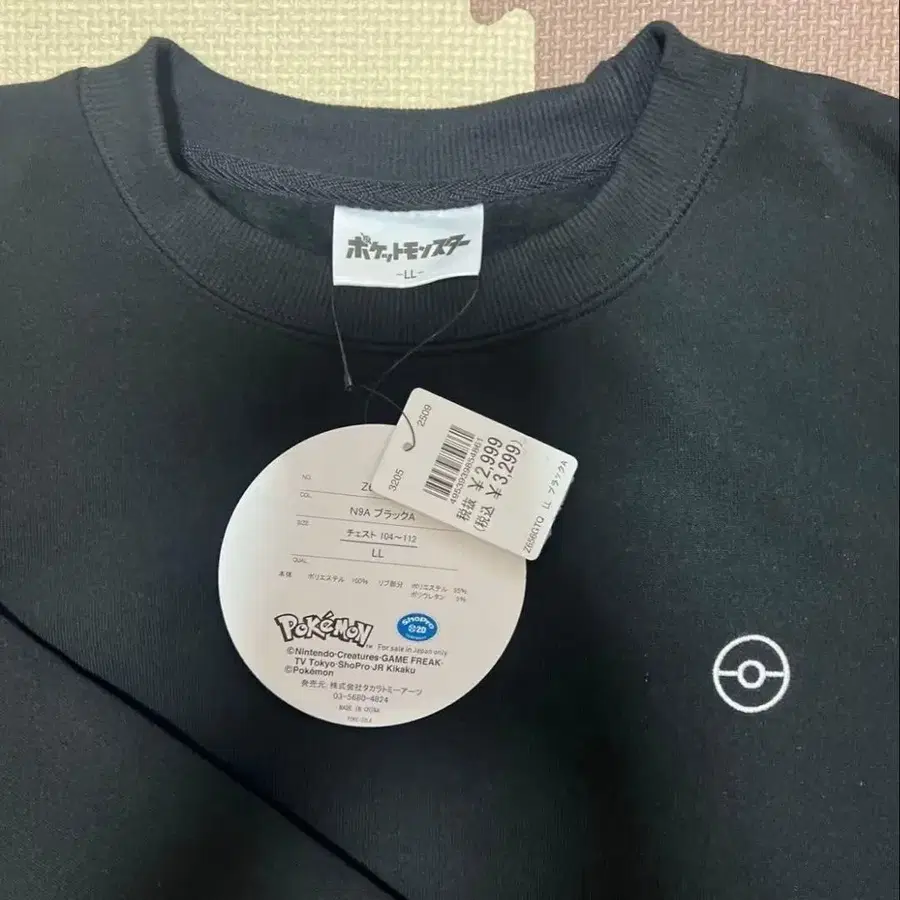 ポケットモンスター
-LL-
2509
3205
4953939854861
税抜 ¥2,999
(税込 ¥3,299)
Z656GTQ LL ブラックA
NO.
COL.
N9A ブラックA
SIZE
チェスト 104〜112
LL
QUAL.
本体 ポリエステル 100% リブ部分 ポリエステル 95%
ポリウレタン 5%
POKéMON™ For sale in Japan only
ShoPro
20
©Nintendo・Creatures・GAME FREAK・
TV Tokyo・ShoPro・JR Kikaku
©Pokémon
発売元: 株式会社タカラトミーアーツ
03-5680-4824
MADE IN CHINA